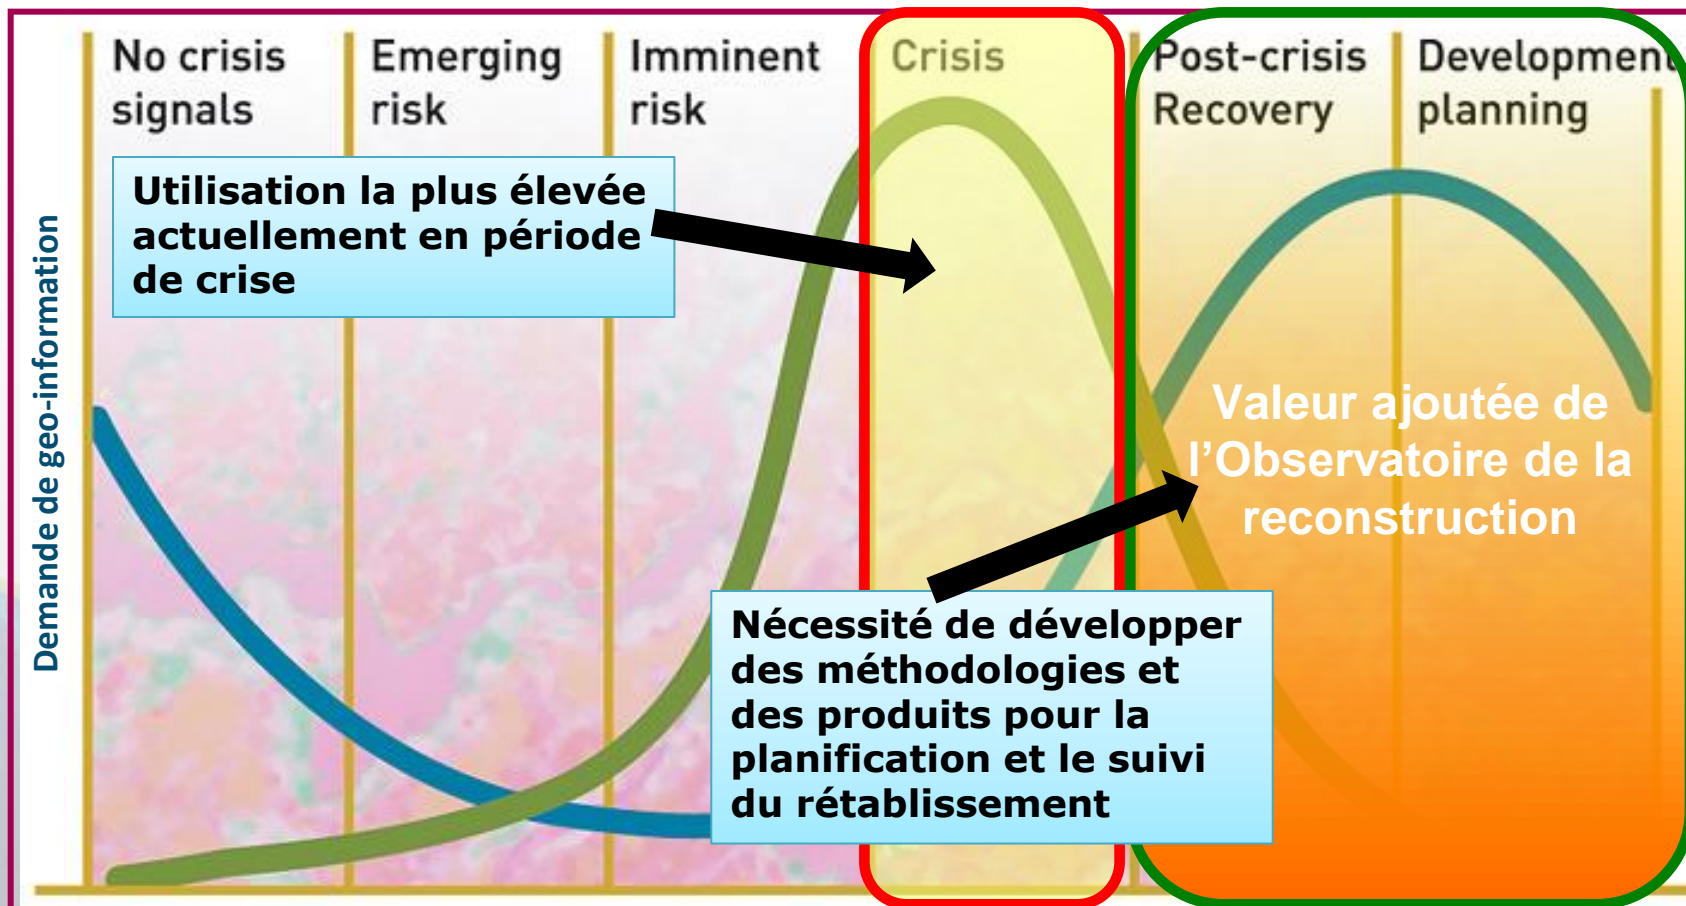 No crisis
signals
Emerging
risk
Imminent
risk
Crisis
Post-crisis
Recovery
Development
planning
Utilisation la plus élevée
actuellement en période
de crise
Demande de geo-information
Valeur ajoutée de
l’Observatoire de la
reconstruction
Nécessité de développer
des méthodologies et
des produits pour la
planification et le suivi
du rétablissement